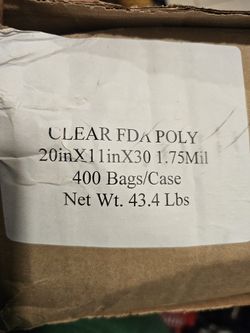 CLEAR FDA POLY
20inX11inX30 1.75Mil
400 Bags/Case
Net Wt. 43.4 Lbs